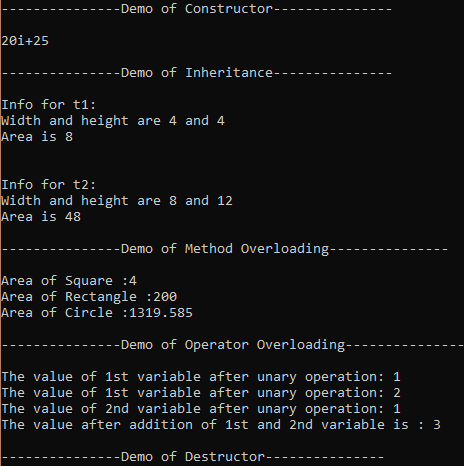 ---------------Demo of Constructor---------------
20i+25
---------------Demo of Inheritance---------------
Info for t1:
Width and height are 4 and 4
Area is 8
Info for t2:
Width and height are 8 and 12
Area is 48
---------------Demo of Method Overloading---------------
Area of Square :4
Area of Rectangle :200
Area of Circle :1319.585
---------------Demo of Operator Overloading---------------
The value of 1st variable after unary operation: 1
The value of 1st variable after unary operation: 2
The value of 2nd variable after unary operation: 1
The value after addition of 1st and 2nd variable is : 3
---------------Demo of Destructor---------------